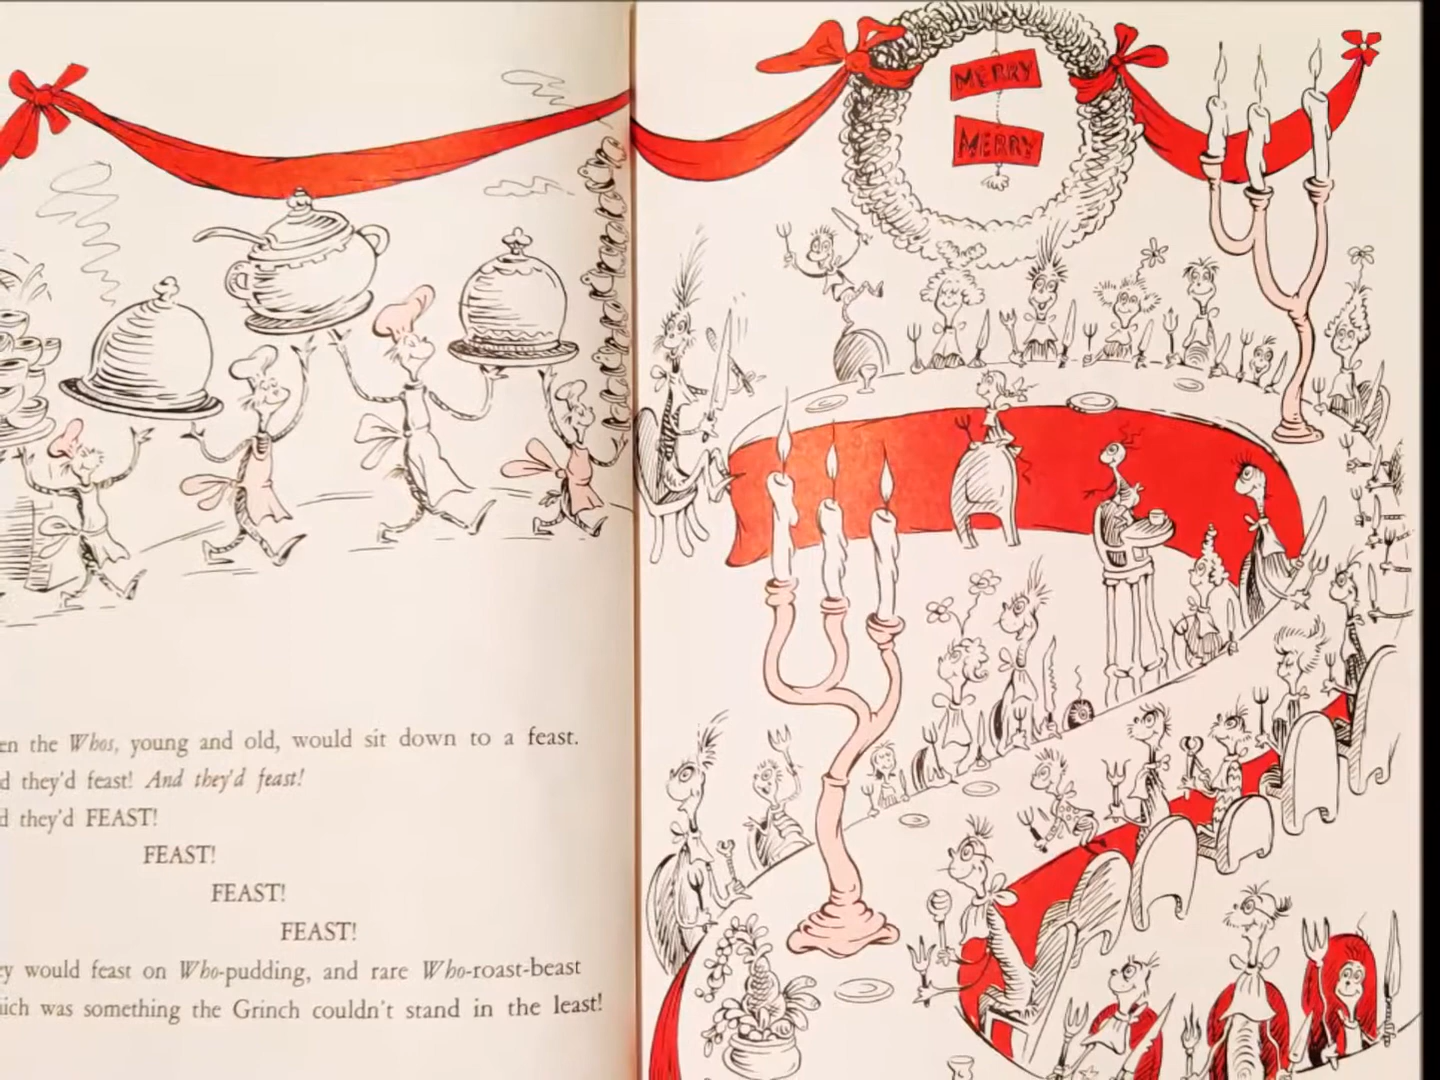 en the Whos, young and old, would sit down to a feast.
d they'd feast! And they'd feast!
d they'd FEAST!
FEAST!
FEAST!
FEAST!
ey would feast on Who-pudding, and rare Who-roast-beast
ich was something the Grinch couldn't stand in the least!
MERRY
MERRY